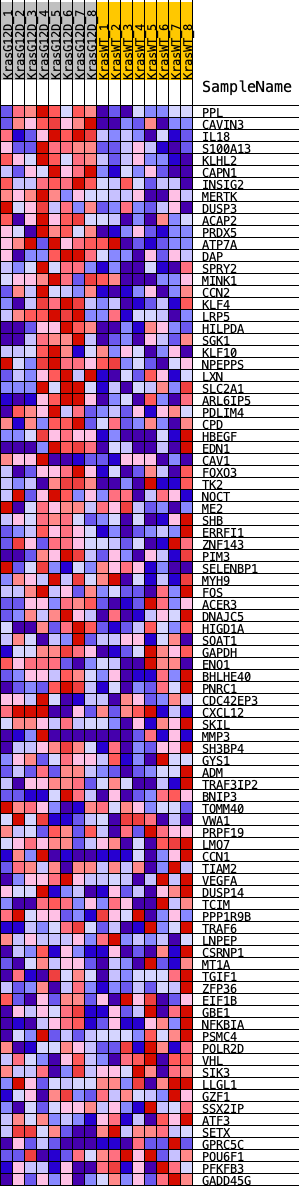 KrasG12D_1
KrasG12D_2
KrasG12D_3
KrasG12D_4
KrasG12D_5
KrasG12D_6
KrasG12D_7
KrasG12D_8
KrasWT_1
KrasWT_2
KrasWT_3
KrasWT_4
KrasWT_5
KrasWT_6
KrasWT_7
KrasWT_8
SampleName
PPL
CAVIN3
IL18
S100A13
KLHL2
CAPN1
INSIG2
MERTK
DUSP3
ACAP2
PRDX5
ATP7A
DAP
SPRY2
MINK1
CCN2
KLF4
LRP5
HILPDA
SGK1
KLF10
NPEPPS
LXN
SLC2A1
ARL6IP5
PDLIM4
CPD
HBEGF
EDN1
CAV1
FOXO3
TK2
NOCT
ME2
SHB
ERRFI1
ZNF143
PIM3
SELENBP1
MYH9
FOS
ACER3
DNAJC5
HIGD1A
SOAT1
GAPDH
ENO1
BHLHE40
PNRC1
CDC42EP3
CXCL12
SKIL
MMP3
SH3BP4
GYS1
ADM
TRAF3IP2
BNIP3
TOMM40
VWA1
PRPF19
LMO7
CCN1
TIAM2
VEGFA
DUSP14
TCIM
PPP1R9B
TRAF6
LNPEP
CSRNP1
MT1A
TGIF1
ZFP36
EIF1B
GBE1
NFKBIA
PSMC4
POLR2D
VHL
SIK3
LLGL1
GZF1
SSX2IP
ATF3
SETX
GPRC5C
POU6F1
PFKFB3
GADD45G